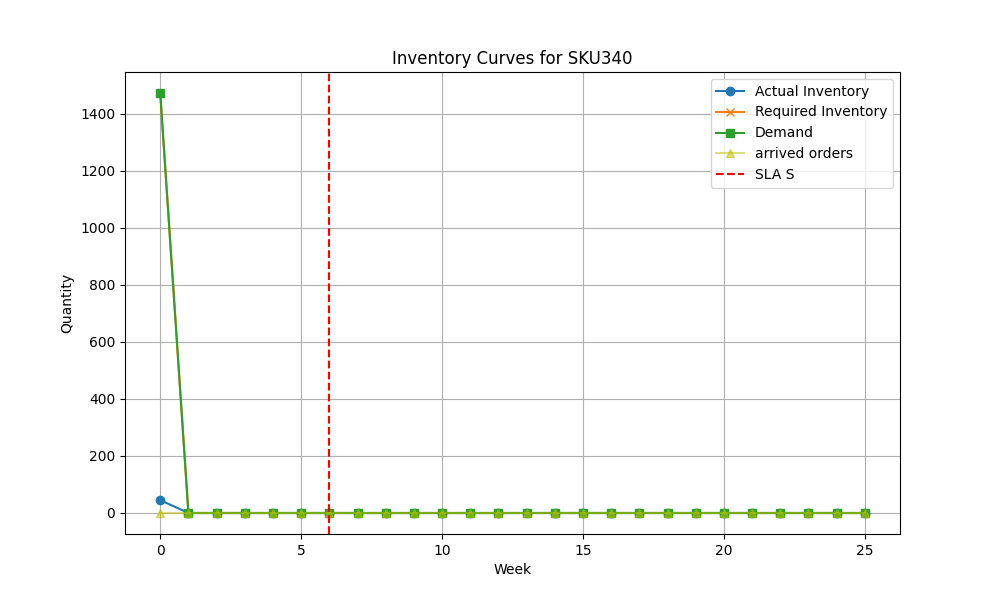 Inventory Curves for SKU340
Actual Inventory
Required Inventory
Demand
arrived orders
SLA S
Quantity
1400
1200
1000
800
600
400
200
0
0 5 10 15 20 25
Week